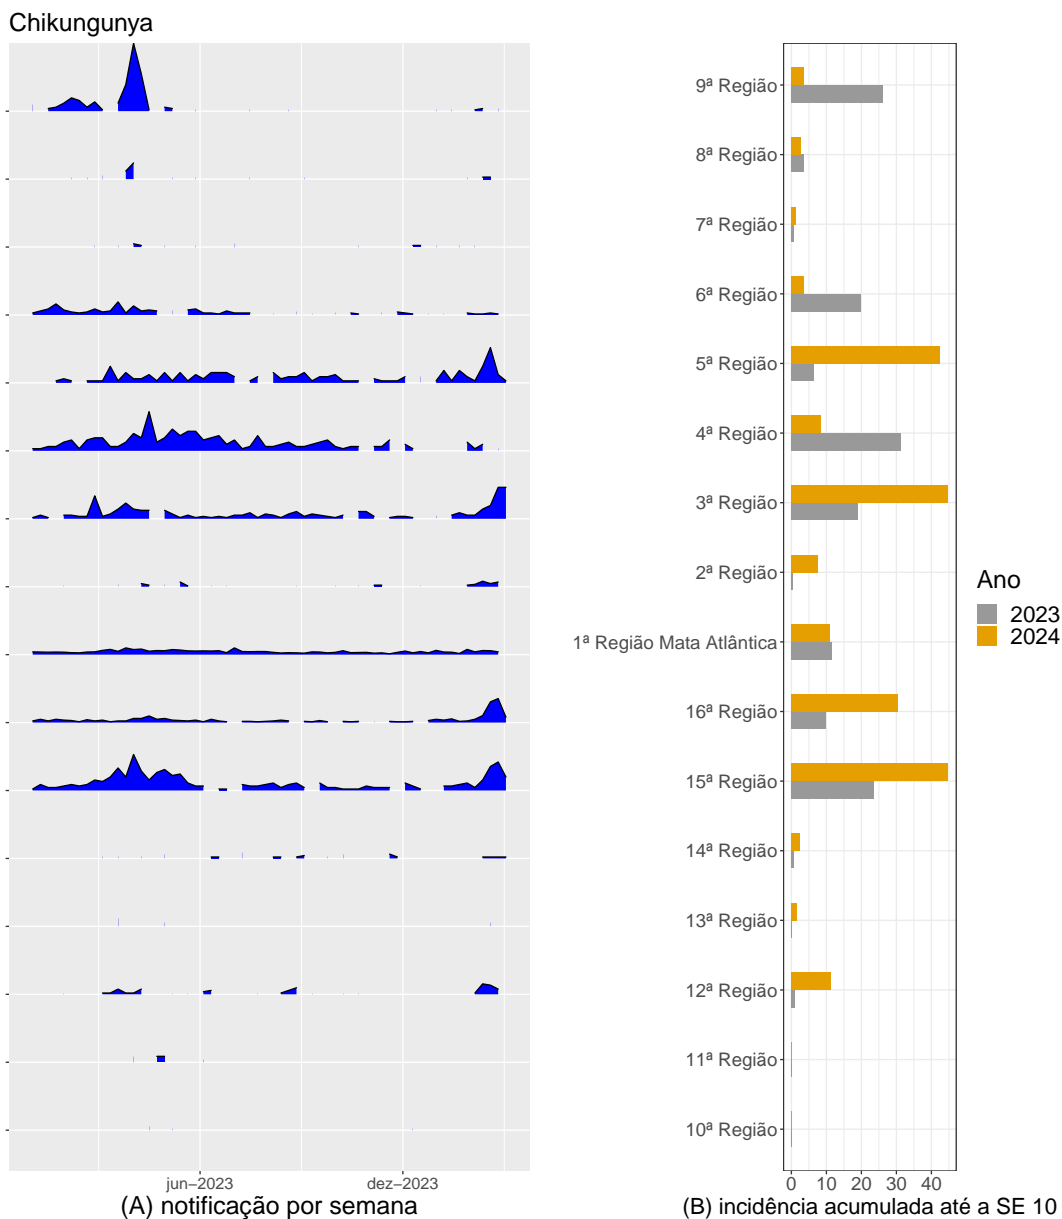 Chikungunya
9ª Região
8ª Região
7ª Região
6ª Região
5ª Região
4ª Região
3ª Região
2ª Região
1ª Região Mata Atlântica
16ª Região
15ª Região
14ª Região
13ª Região
12ª Região
11ª Região
10ª Região
Ano
2023
2024
jun−2023 dez−2023
0 10 20 30 40
(A) notificação por semana
(B) incidência acumulada até a SE 10